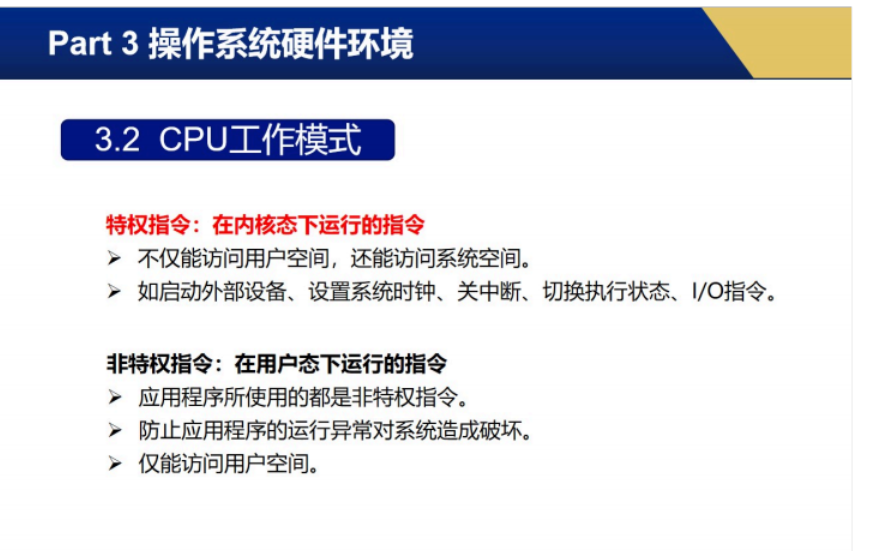 Part 3 操作系统硬件环境
3.2 CPU工作模式
特权指令：在内核态下运行的指令
➢ 不仅能访问用户空间，还能访问系统空间。
➢ 如启动外部设备、设置系统时钟、关中断、切换执行状态、I/O指令。
非特权指令：在用户态下运行的指令
➢ 应用程序所使用的都是非特权指令。
➢ 防止应用程序的运行异常对系统造成破坏。
➢ 仅能访问用户空间。